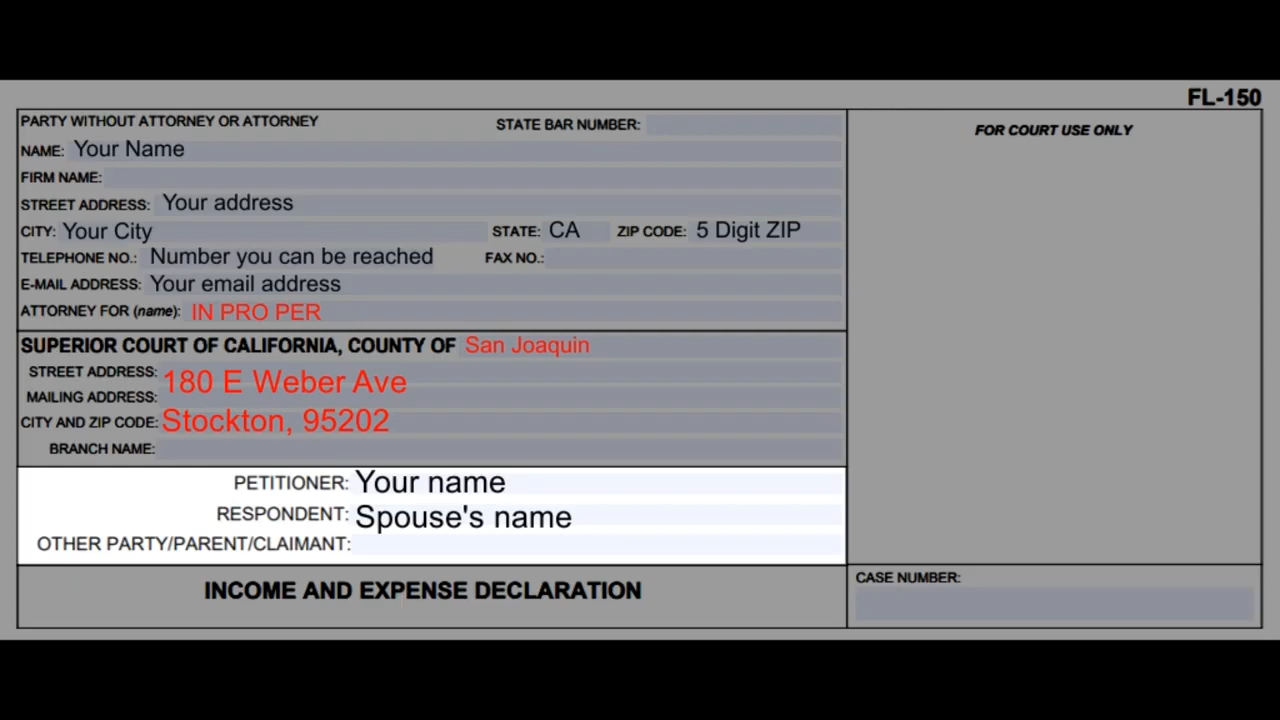 FL-150
PARTY WITHOUT ATTORNEY OR ATTORNEY STATE BAR NUMBER:
NAME: Your Name
FIRM NAME:
STREET ADDRESS: Your address
CITY: Your City STATE: CA ZIP CODE: 5 Digit ZIP
TELEPHONE NO.: Number you can be reached FAX NO.:
E-MAIL ADDRESS: Your email address
ATTORNEY FOR (name): IN PRO PER
SUPERIOR COURT OF CALIFORNIA, COUNTY OF San Joaquin
STREET ADDRESS: 180 E Weber Ave
MAILING ADDRESS:
CITY AND ZIP CODE: Stockton, 95202
BRANCH NAME:
PETITIONER: Your name
RESPONDENT: Spouse's name
OTHER PARTY/PARENT/CLAIMANT:
INCOME AND EXPENSE DECLARATION
FOR COURT USE ONLY
CASE NUMBER: